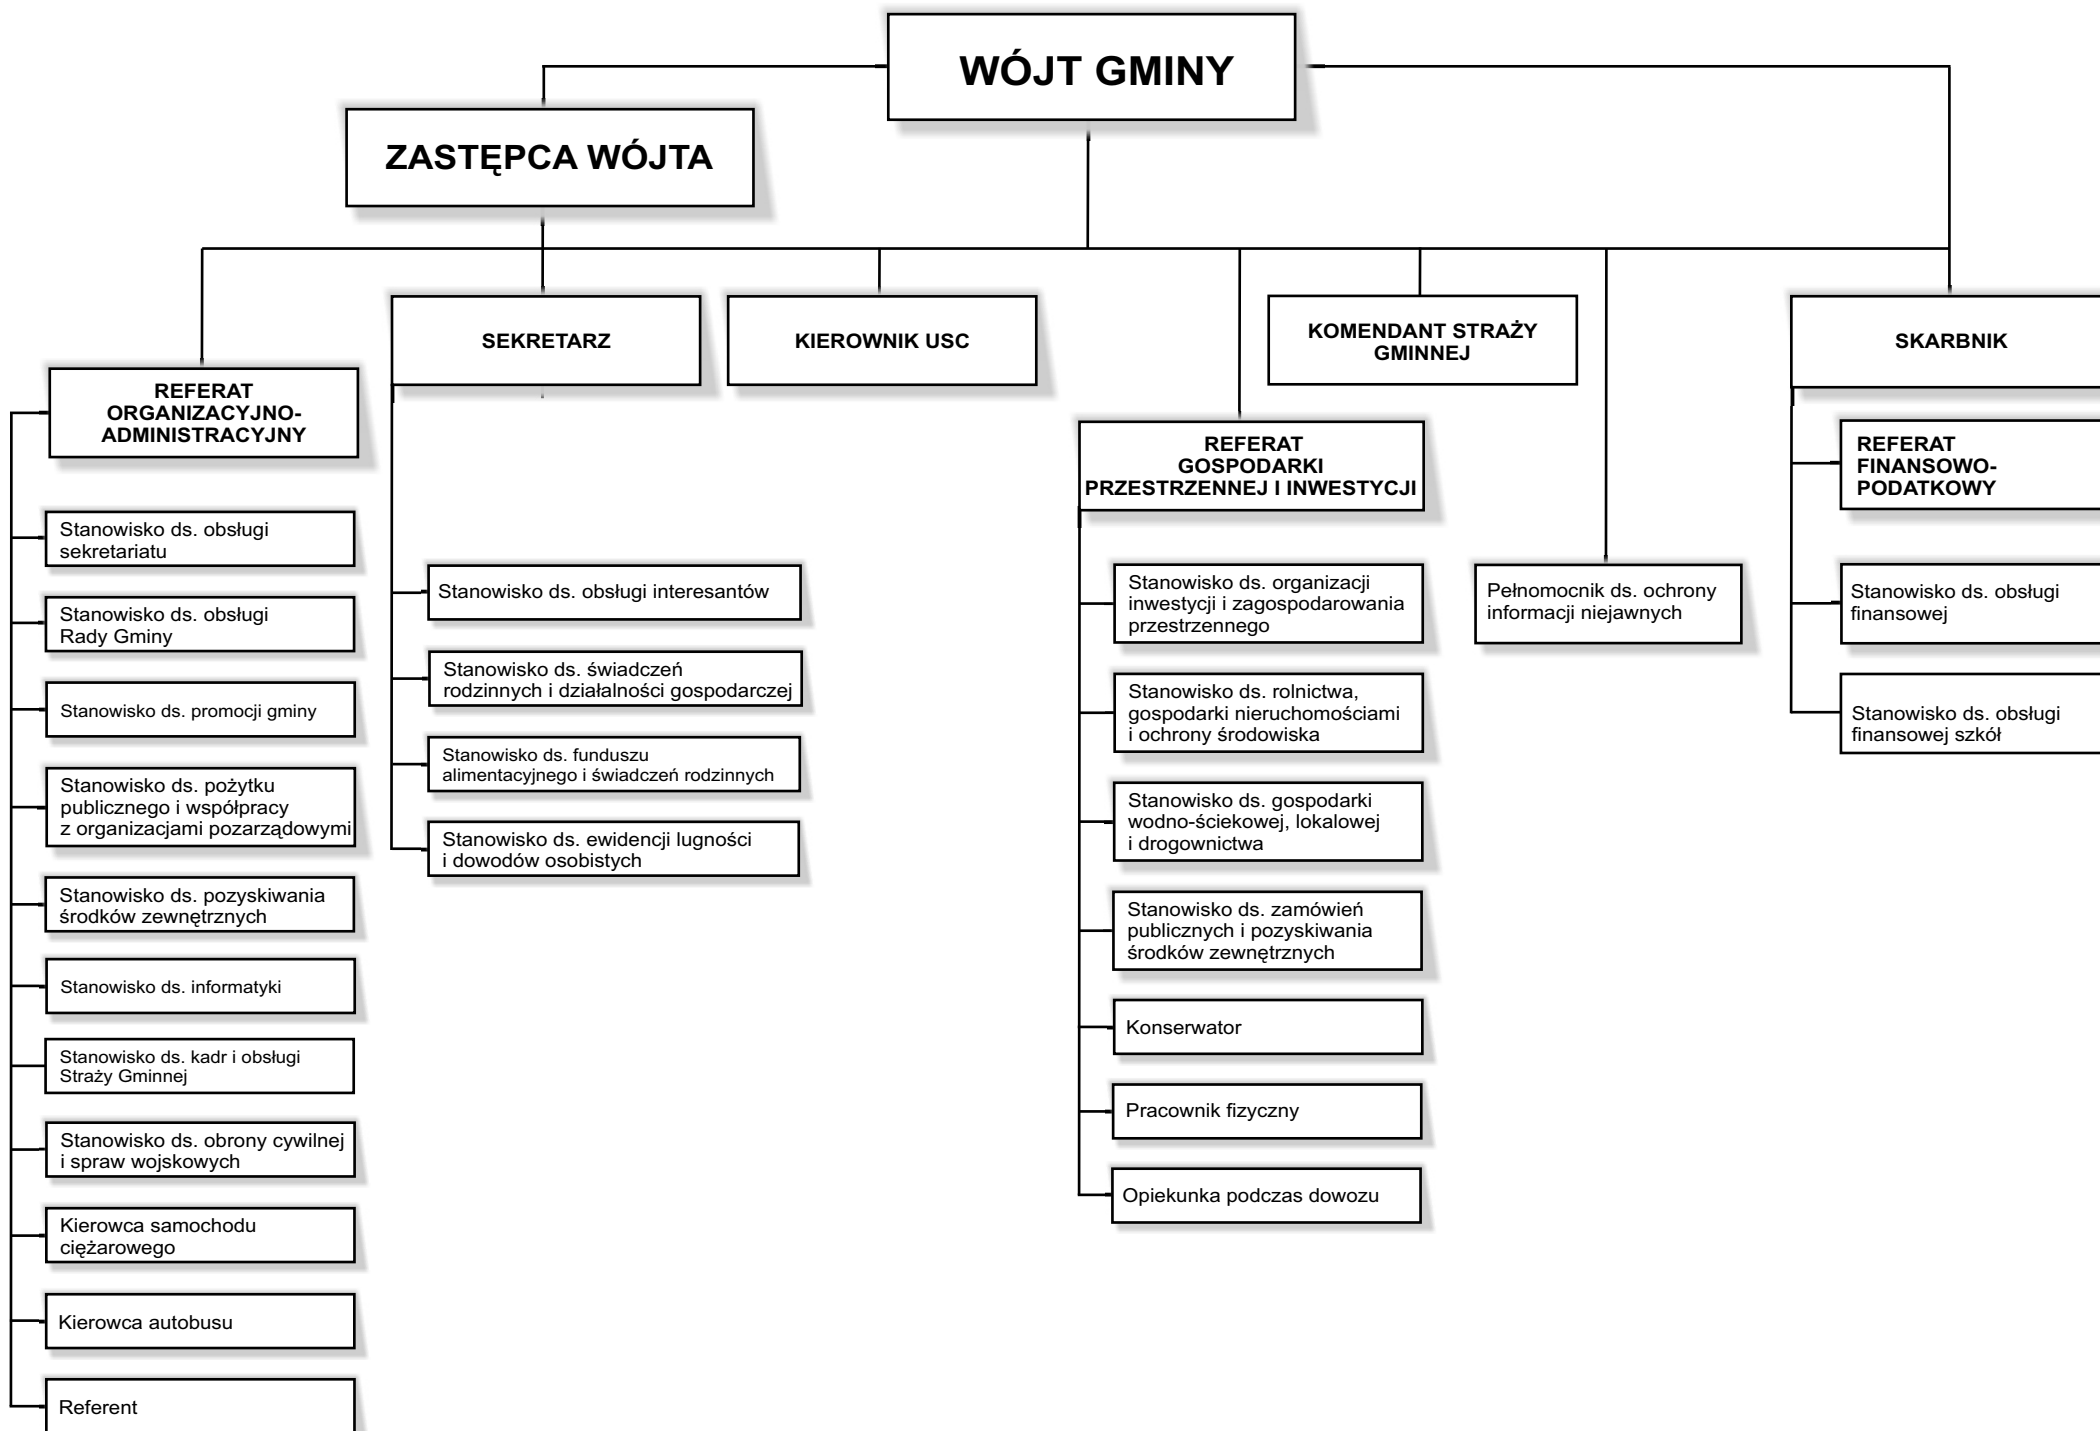 WÓJT GMINY
ZASTĘPCA WÓJTA
SEKRETARZ
KIEROWNIK USC
KOMENDANT STRAŻY
GMINNEJ
SKARBNIK
REFERAT
ORGANIZACYJNO-
ADMINISTRACYJNY
Stanowisko ds. obsługi
sekretariatu
Stanowisko ds. obsługi
Rady Gminy
Stanowisko ds. promocji gminy
Stanowisko ds. pożytku
publicznego i współpracy
z organizacjami pozarządowymi
Stanowisko ds. pozyskiwania
środków zewnętrznych
Stanowisko ds. informatyki
Stanowisko ds. kadr i obsługi
Straży Gminnej
Stanowisko ds. obrony cywilnej
i spraw wojskowych
Kierowca samochodu
ciężarowego
Kierowca autobusu
Referent
Stanowisko ds. obsługi interesantów
Stanowisko ds. świadczeń
rodzinnych i działalności gospodarczej
Stanowisko ds. funduszu
alimentacyjnego i świadczeń rodzinnych
Stanowisko ds. ewidencji lugności
i dowodów osobistych
REFERAT
GOSPODARKI
PRZESTRZENNEJ I INWESTYCJI
Stanowisko ds. organizacji
inwestycji i zagospodarowania
przestrzennego
Stanowisko ds. rolnictwa,
gospodarki nieruchomościami
i ochrony środowiska
Stanowisko ds. gospodarki
wodno-ściekowej, lokalowej
i drogownictwa
Stanowisko ds. zamówień
publicznych i pozyskiwania
środków zewnętrznych
Konserwator
Pracownik fizyczny
Opiekunka podczas dowozu
Pełnomocnik ds. ochrony
informacji niejawnych
REFERAT
FINANSOWO-
PODATKOWY
Stanowisko ds. obsługi
finansowej
Stanowisko ds. obsługi
finansowej szkół